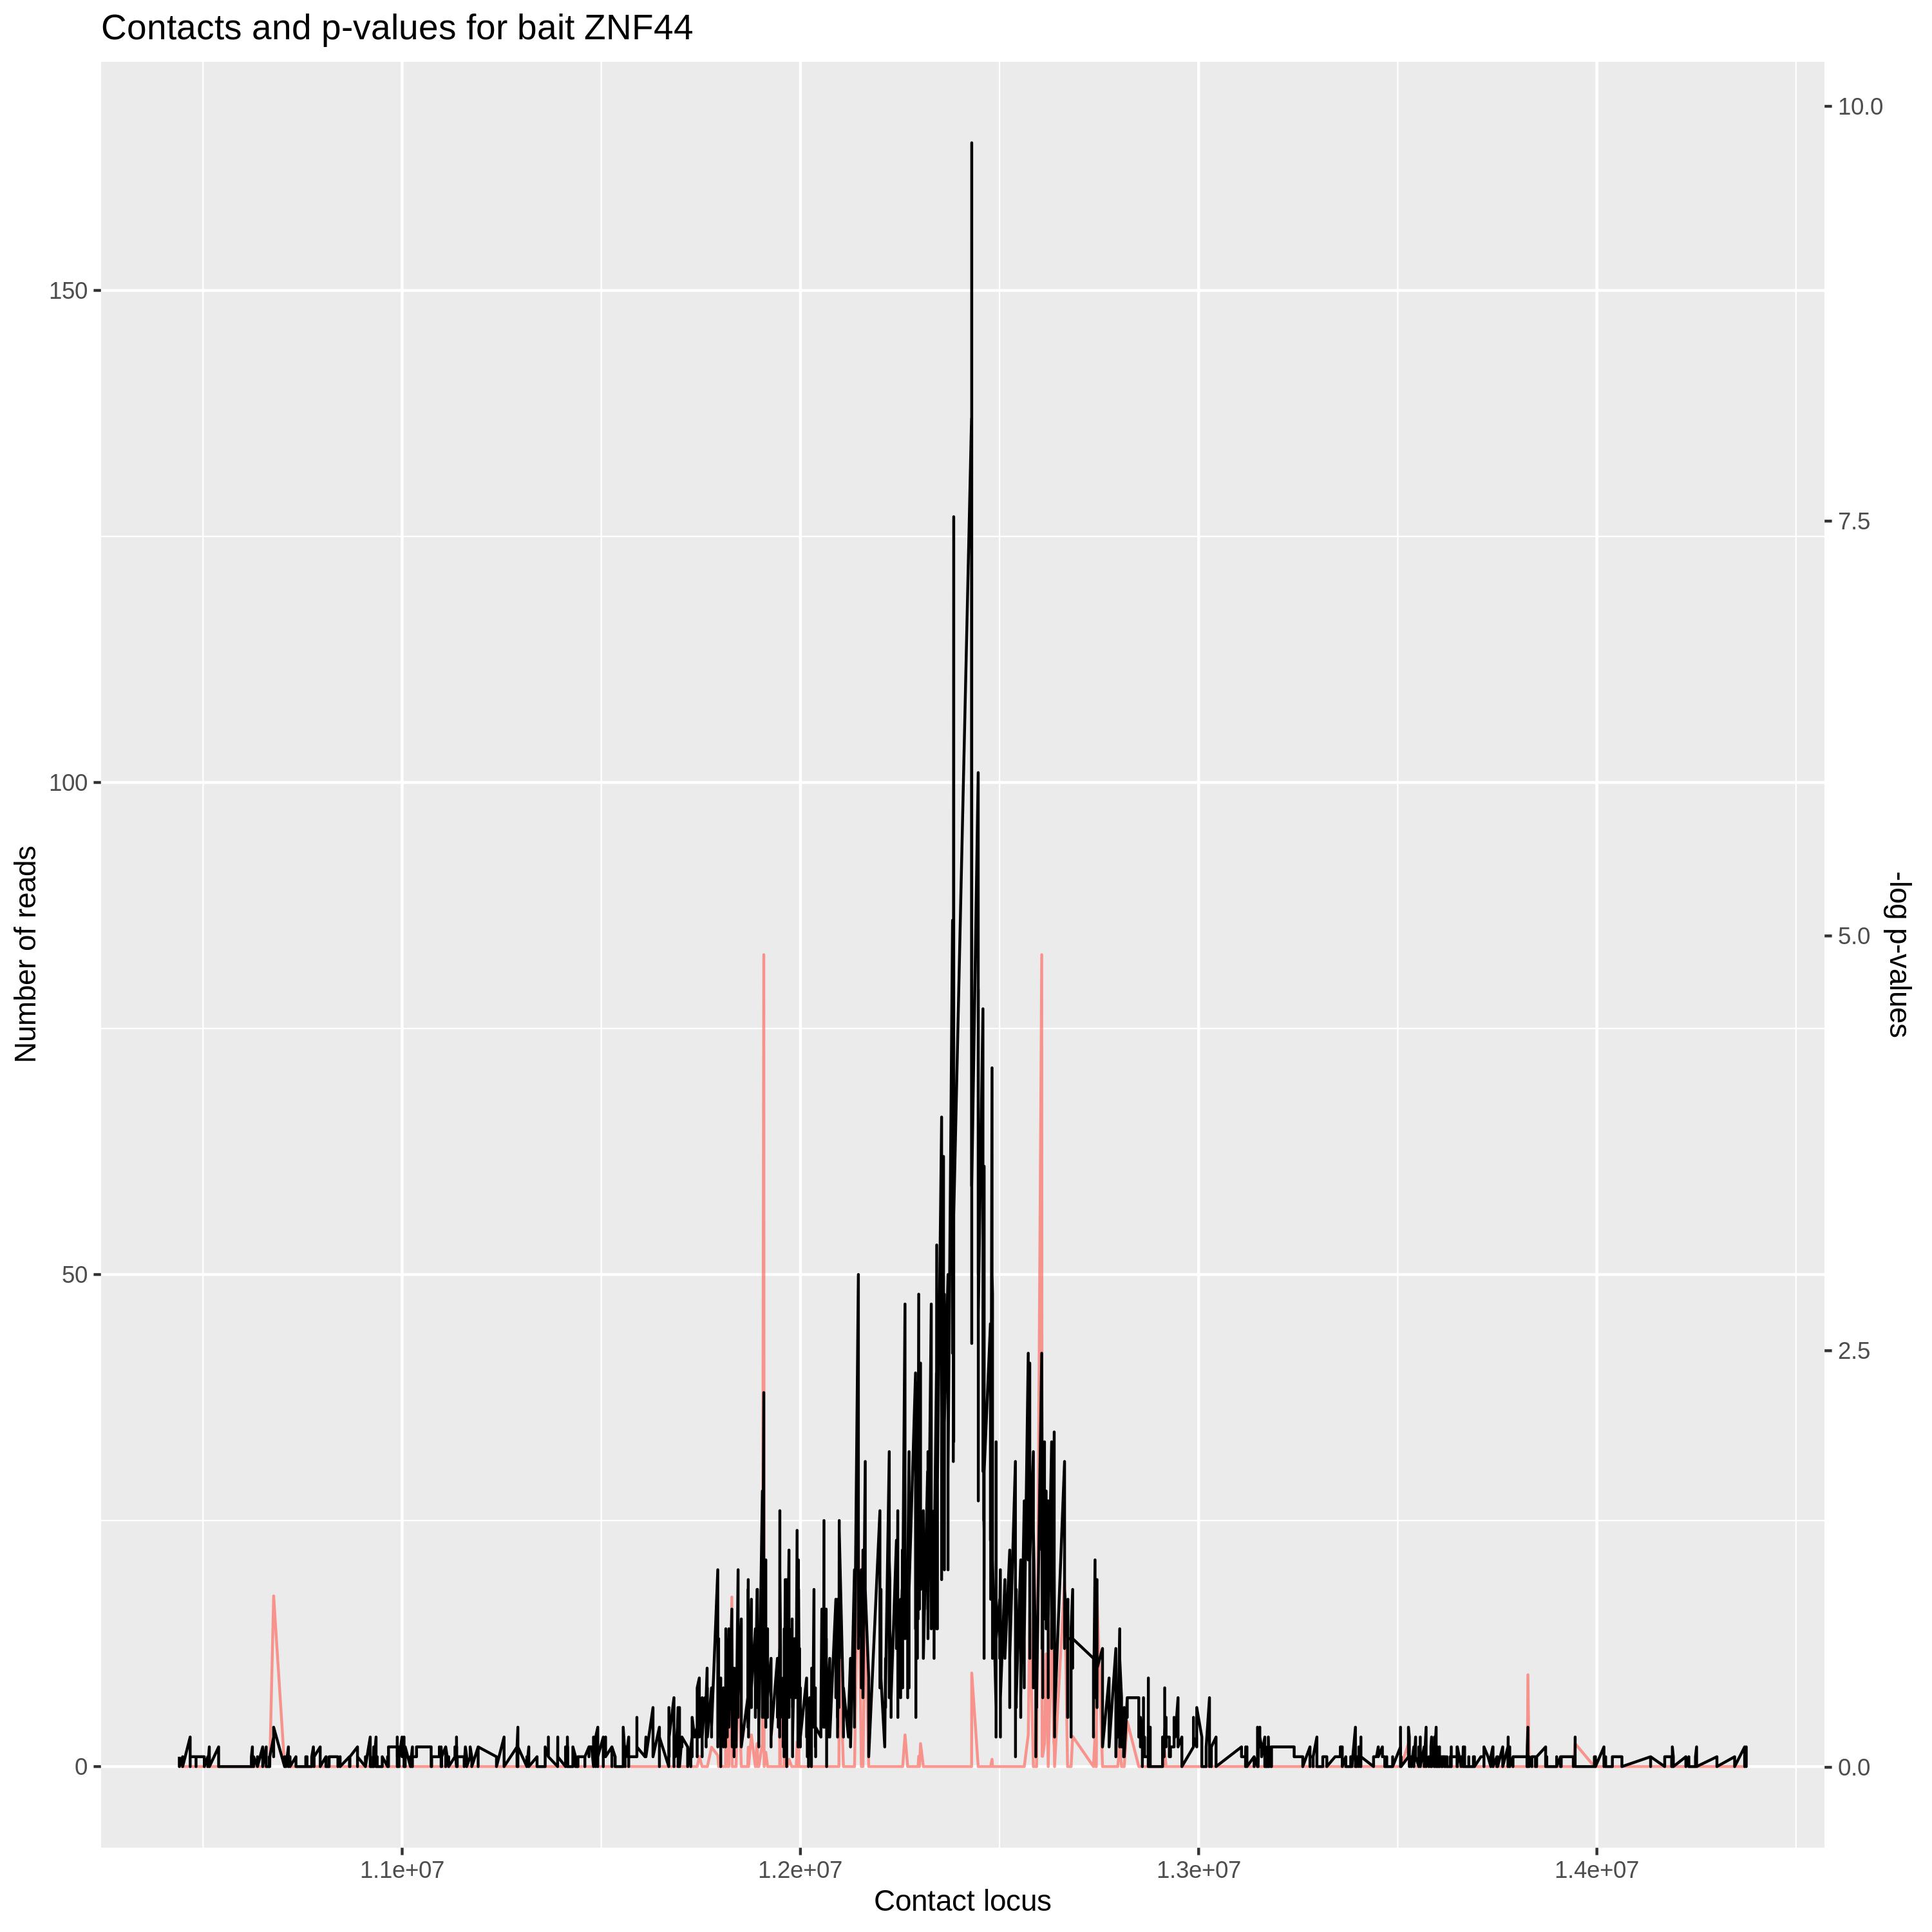 Contacts and p-values for bait ZNF44
150
100
50
0
Number of reads
10.0
7.5
5.0
2.5
0.0
-log p-values
1.1e+07
1.2e+07
1.3e+07
1.4e+07
Contact locus